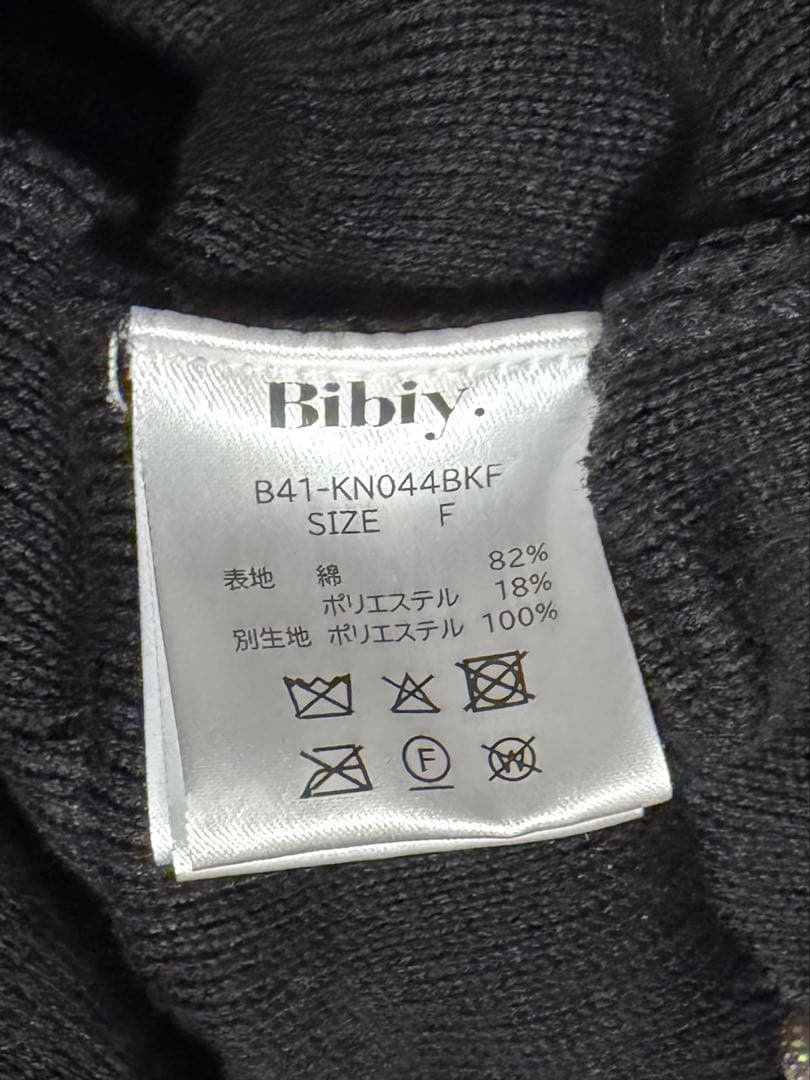 Bibiy.
B41-KN044BKF
SIZE F
表地 綿 82%
ポリエステル 18%
別生地 ポリエステル 100%
F
W